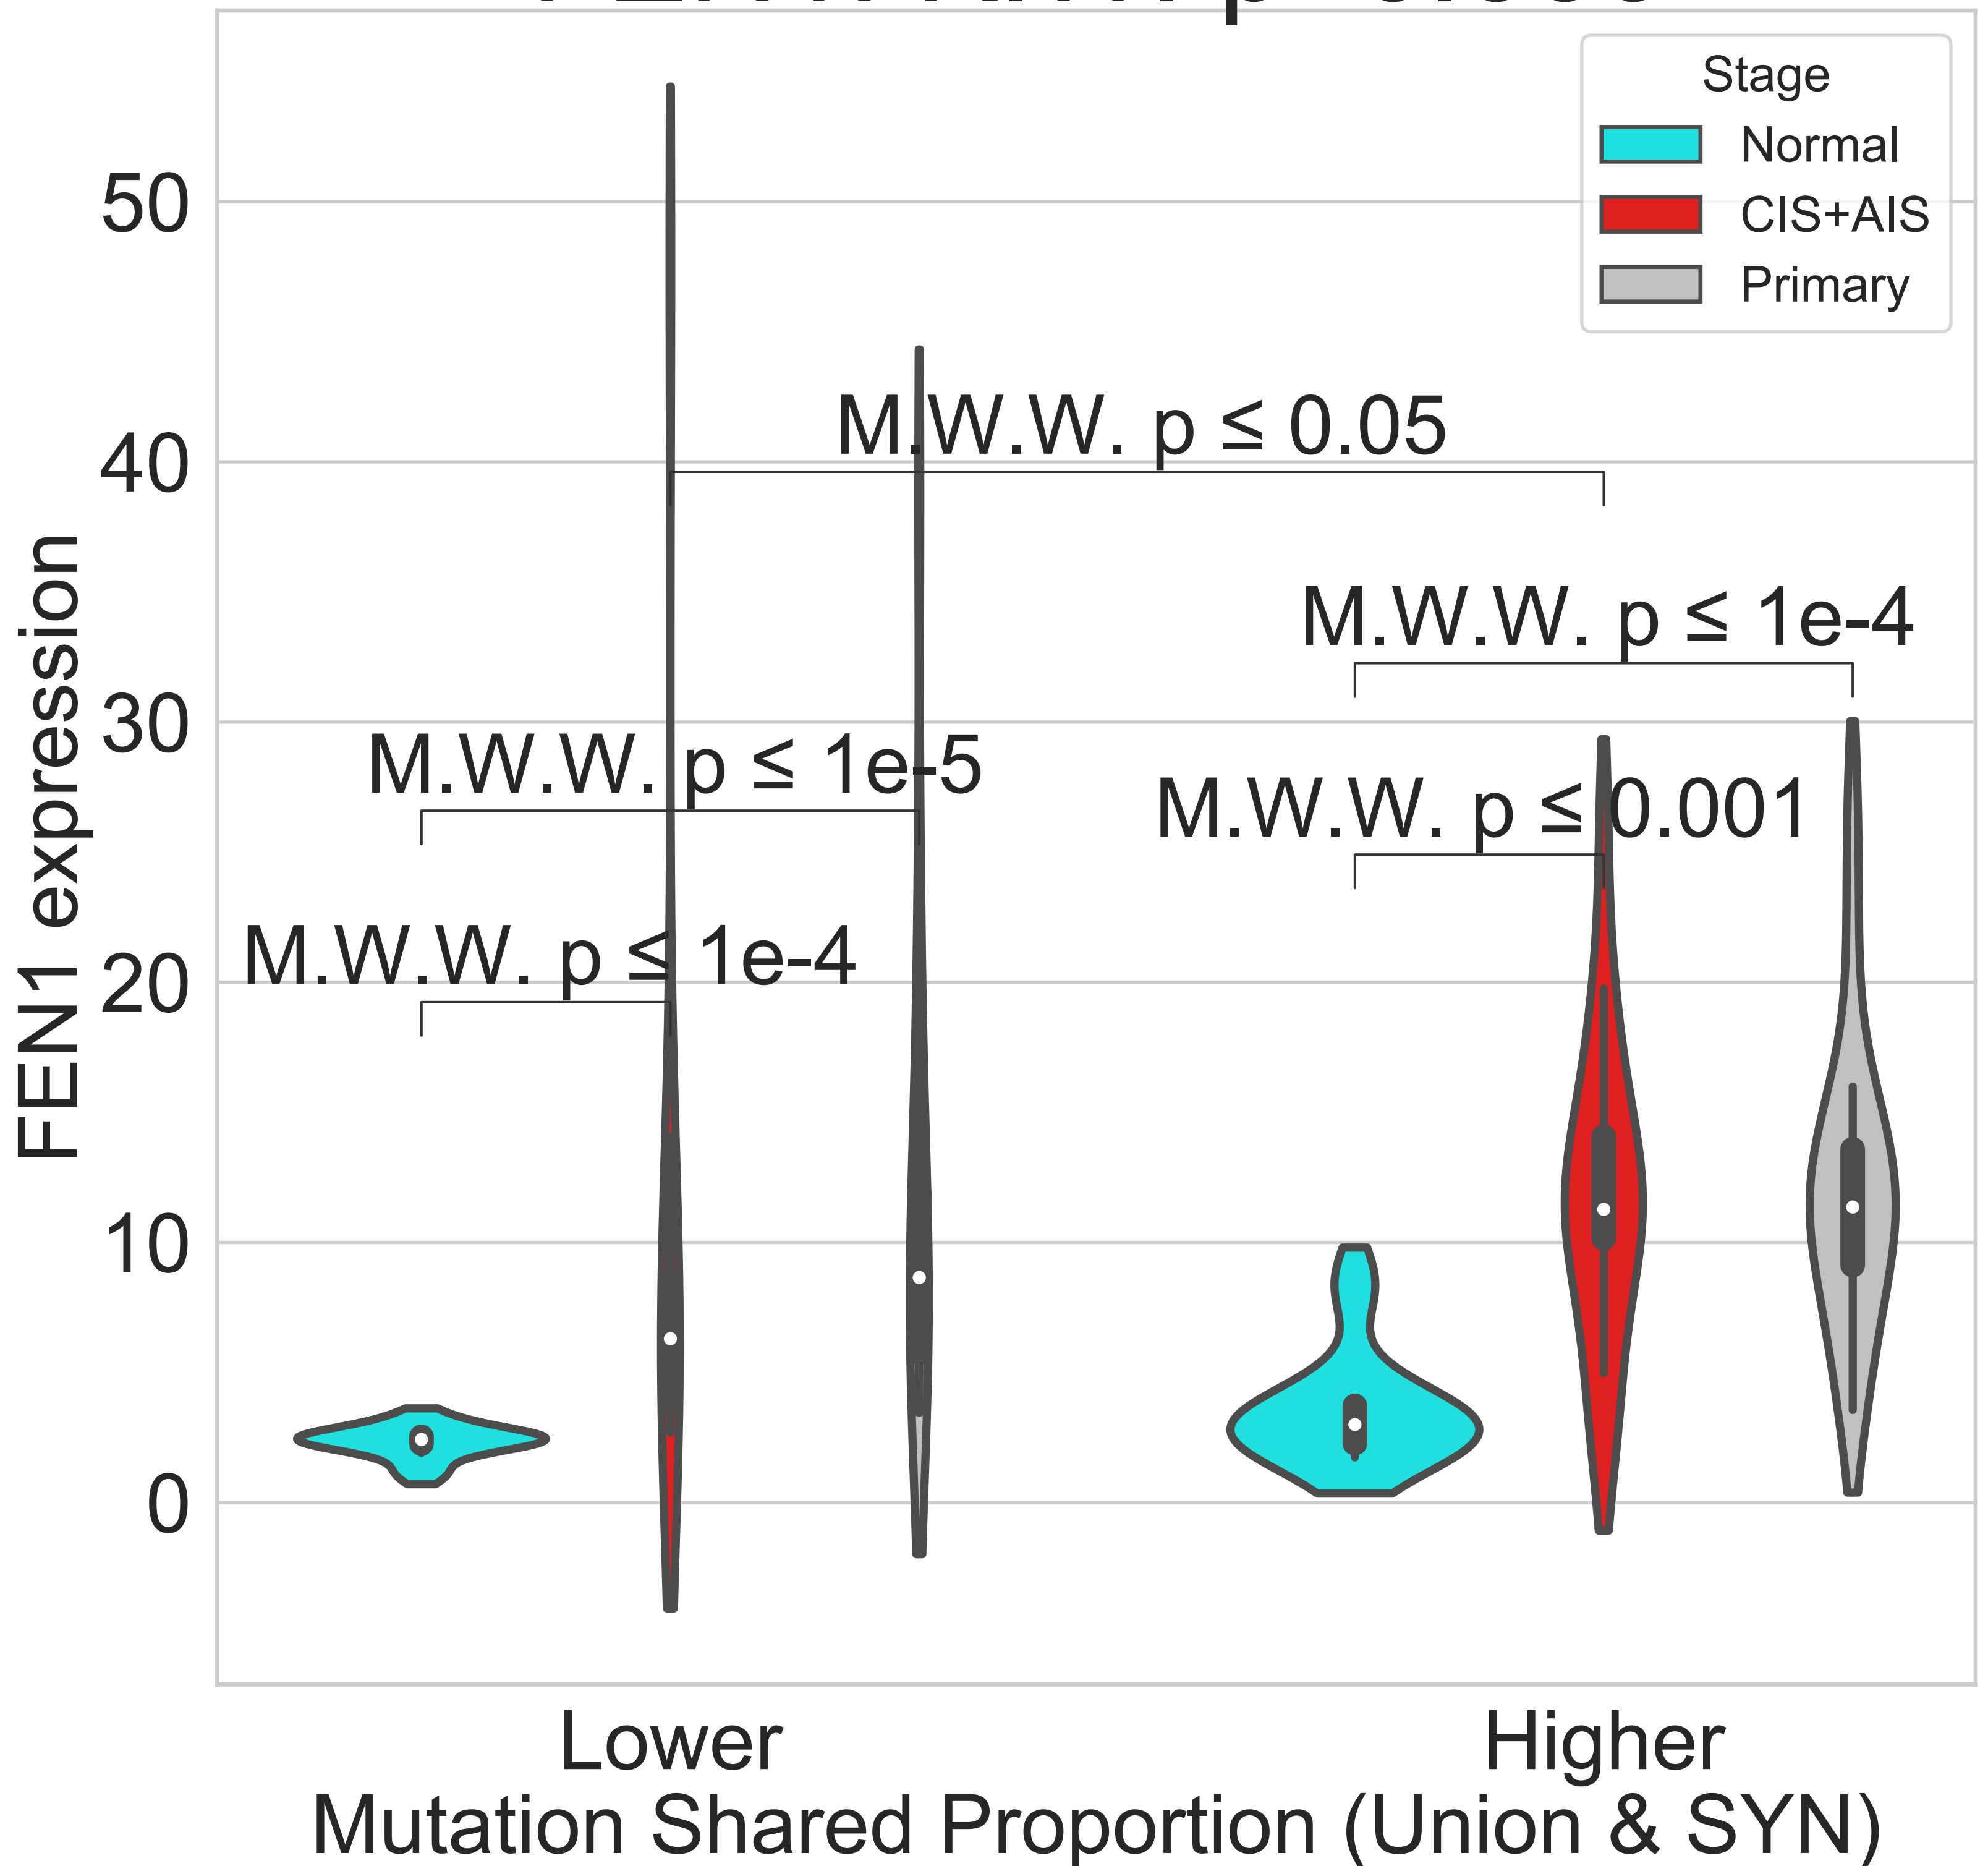 Stage
Normal
CIS+AIS
Primary
50
40
30
20
10
0
FEN1 expression
M.W.W. p ≤ 0.05
M.W.W. p ≤ 1e-4
M.W.W. p ≤ 1e-5
M.W.W. p ≤ 0.001
M.W.W. p ≤ 1e-4
Lower
Higher
Mutation Shared Proportion (Union & SYN)